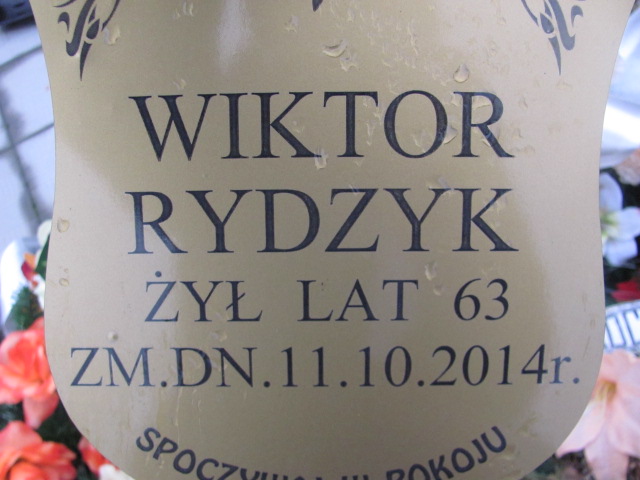 WIKTOR
RYDZYK
ŻYŁ LAT 63
ZM.DN.11.10.2014r.
SPOCZYWAJ W POKOJU